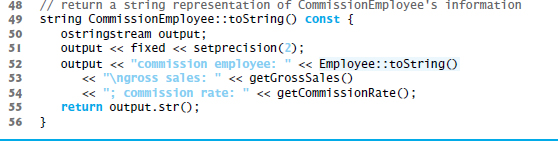 48 // return a string representation of CommissionEmployee's information
49 string CommissionEmployee::toString() const {
50 ostringstream output;
51 output << fixed << setprecision(2);
52 output << "commission employee: " << Employee::toString()
53 << "\ngross sales: " << getGrossSales()
54 << "; commission rate: " << getCommissionRate();
55 return output.str();
56 }